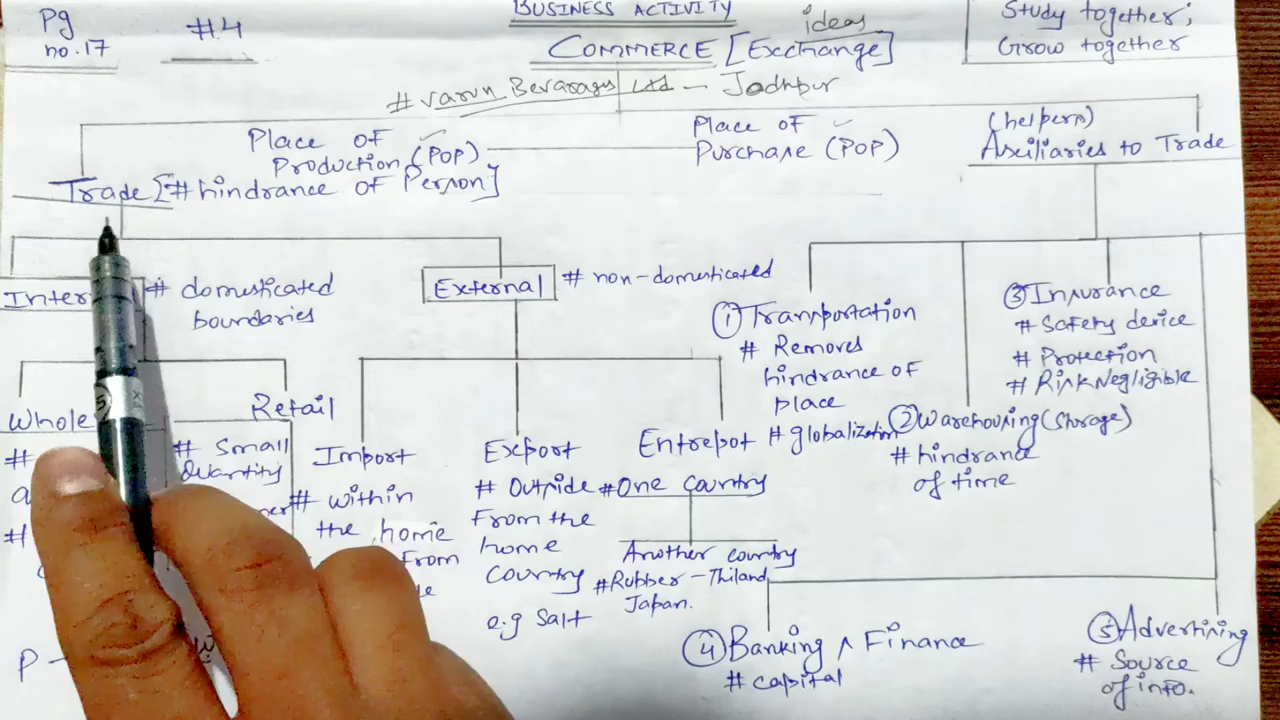 Pg
no.17
#4
BUSINESS ACTIVITY
ideas
COMMERCE [Exchange]
Study together;
Grow together
# varun Bevarages Ltd - Jodhpur
Place of
Production (POP)
Place of
Purchase (POP)
(helpers)
Auxiliaries to Trade
Trade [# hindrance of Person]
Inter
# domesticated
boundaries
External
# non-domesticated
① Transportation
# Removes
hindrance of
place
# globalization
③ Insurance
# Safety device
# Protection
# Risk Negligible
② Warehousing (Storage)
# hindrance
of time
Whole
#
#
Retail
# Small
Quantity
Import
# within
the home
from
Export
# Outside
from the
home
country
e.g Salt
Entrepot
# One country
Another country
# Rubber - Thiland
Japan.
④ Banking & Finance
# capital
⑤ Advertising
# Source
of info.
P -